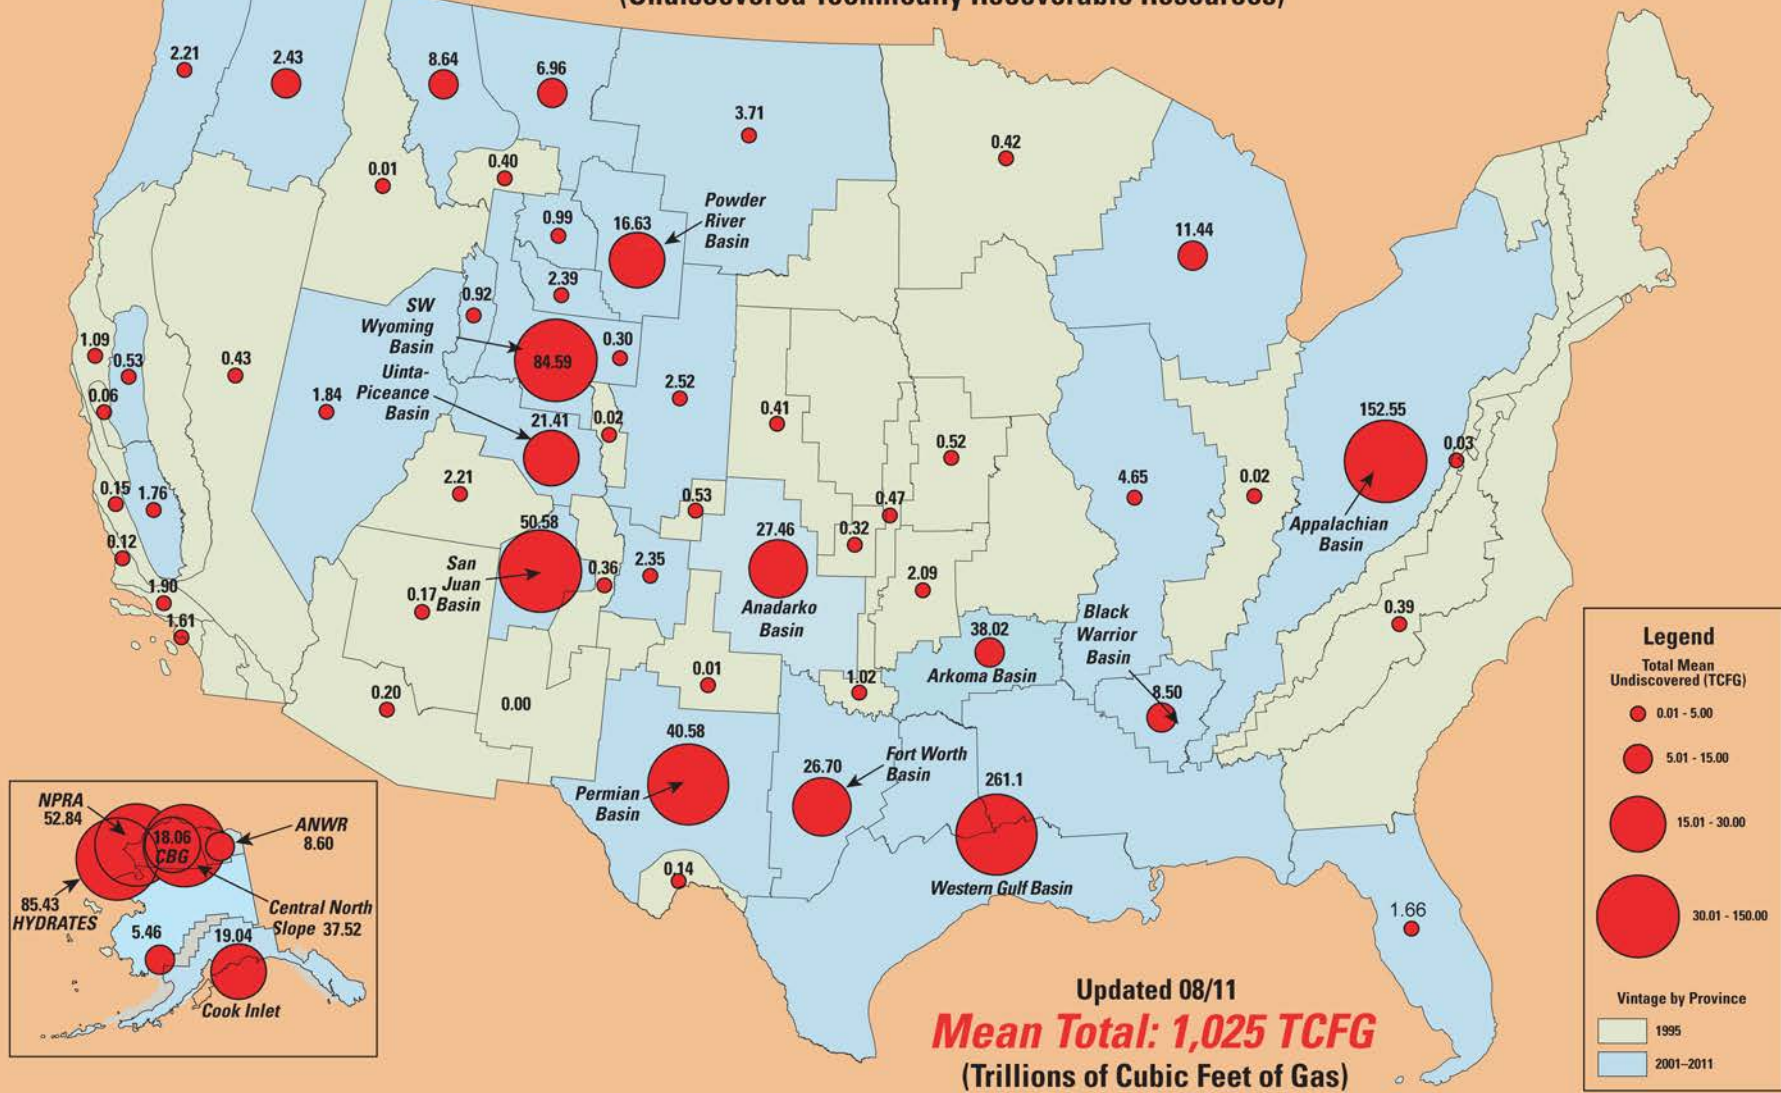 (Undiscovered Technically Recoverable Resources)
2.21
2.43
8.64
6.96
3.71
0.42
0.01
0.40
0.99
16.63
Powder
River
Basin
11.44
2.39
0.92
SW
Wyoming
Basin
84.59
0.30
1.09
0.53
0.43
0.06
1.84
Uinta-
Piceance
Basin
21.41
0.02
2.52
0.41
0.52
4.65
0.02
152.55
0.03
Appalachian
Basin
0.15
1.76
2.21
0.53
0.47
0.32
0.12
50.58
27.46
Anadarko
Basin
San
Juan
Basin
0.36
2.35
2.09
1.90
0.17
1.61
0.39
Black
Warrior
Basin
38.02
Arkoma Basin
0.01
1.02
8.50
0.20
0.00
40.58
Permian
Basin
26.70
Fort Worth
Basin
261.1
Western Gulf Basin
0.14
1.66
NPRA
52.84
18.06
CBG
ANWR
8.60
85.43
HYDRATES
Central North
Slope 37.52
5.46
19.04
Cook Inlet
Updated 08/11
Mean Total: 1,025 TCFG
(Trillions of Cubic Feet of Gas)
Legend
Total Mean
Undiscovered (TCFG)
0.01 - 5.00
5.01 - 15.00
15.01 - 30.00
30.01 - 150.00
Vintage by Province
1995
2001–2011